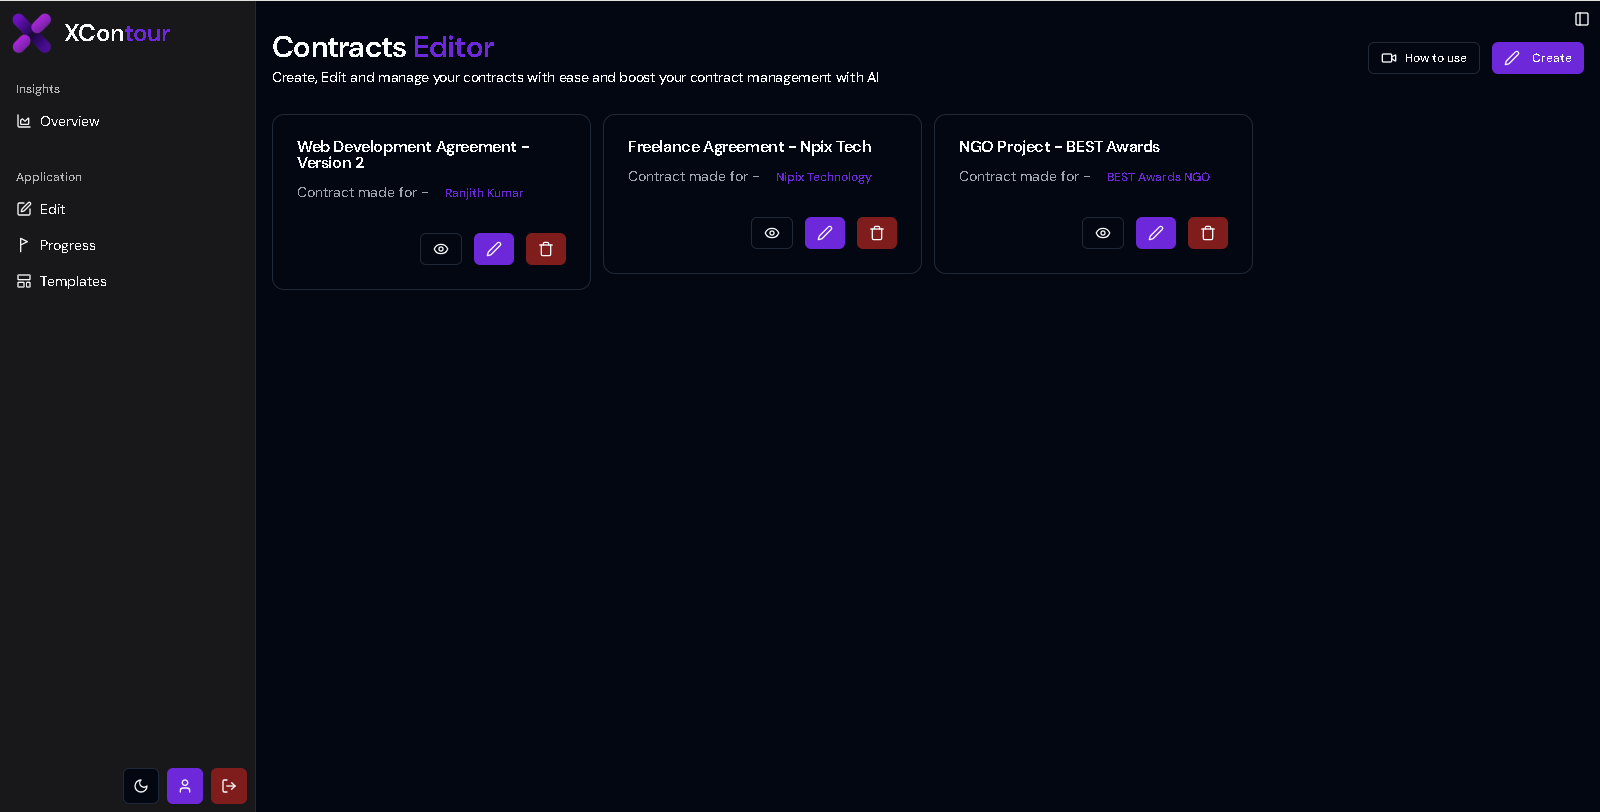 XContour
Insights
Overview
Application
Edit
Progress
Templates
Contracts Editor
Create, Edit and manage your contracts with ease and boost your contract management with AI
How to use
Create
Web Development Agreement -
Version 2
Contract made for - Ranjith Kumar
Freelance Agreement - Npix Tech
Contract made for - Nipix Technology
NGO Project - BEST Awards
Contract made for - BEST Awards NGO